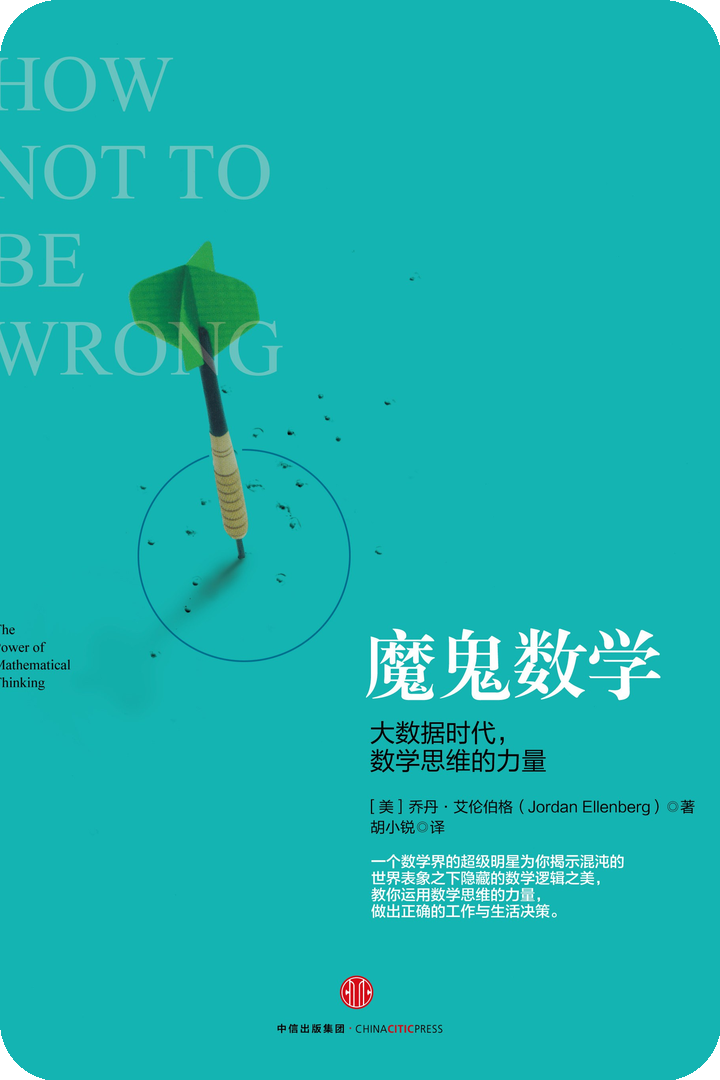 HOW
NOT TO
BE
WRONG
The
Power of
Mathematical
Thinking
魔鬼数学
大数据时代，
数学思维的力量
[ 美 ] 乔丹 · 艾伦伯格（Jordan Ellenberg）◎著
胡小锐◎译
一个数学界的超级明星为你揭示混沌的
世界表象之下隐藏的数学逻辑之美，
教你运用数学思维的力量，
做出正确的工作与生活决策。
中信出版集团 · CHINACITICPRESS